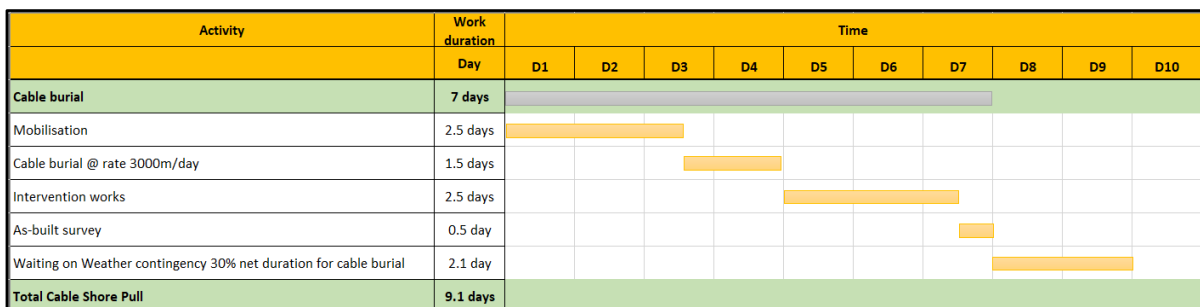 Activity Work duration Time
Day D1 D2 D3 D4 D5 D6 D7 D8 D9 D10
Cable burial 7 days
Mobilisation 2.5 days
Cable burial @ rate 3000m/day 1.5 days
Intervention works 2.5 days
As-built survey 0.5 day
Waiting on Weather contingency 30% net duration for cable burial 2.1 day
Total Cable Shore Pull 9.1 days